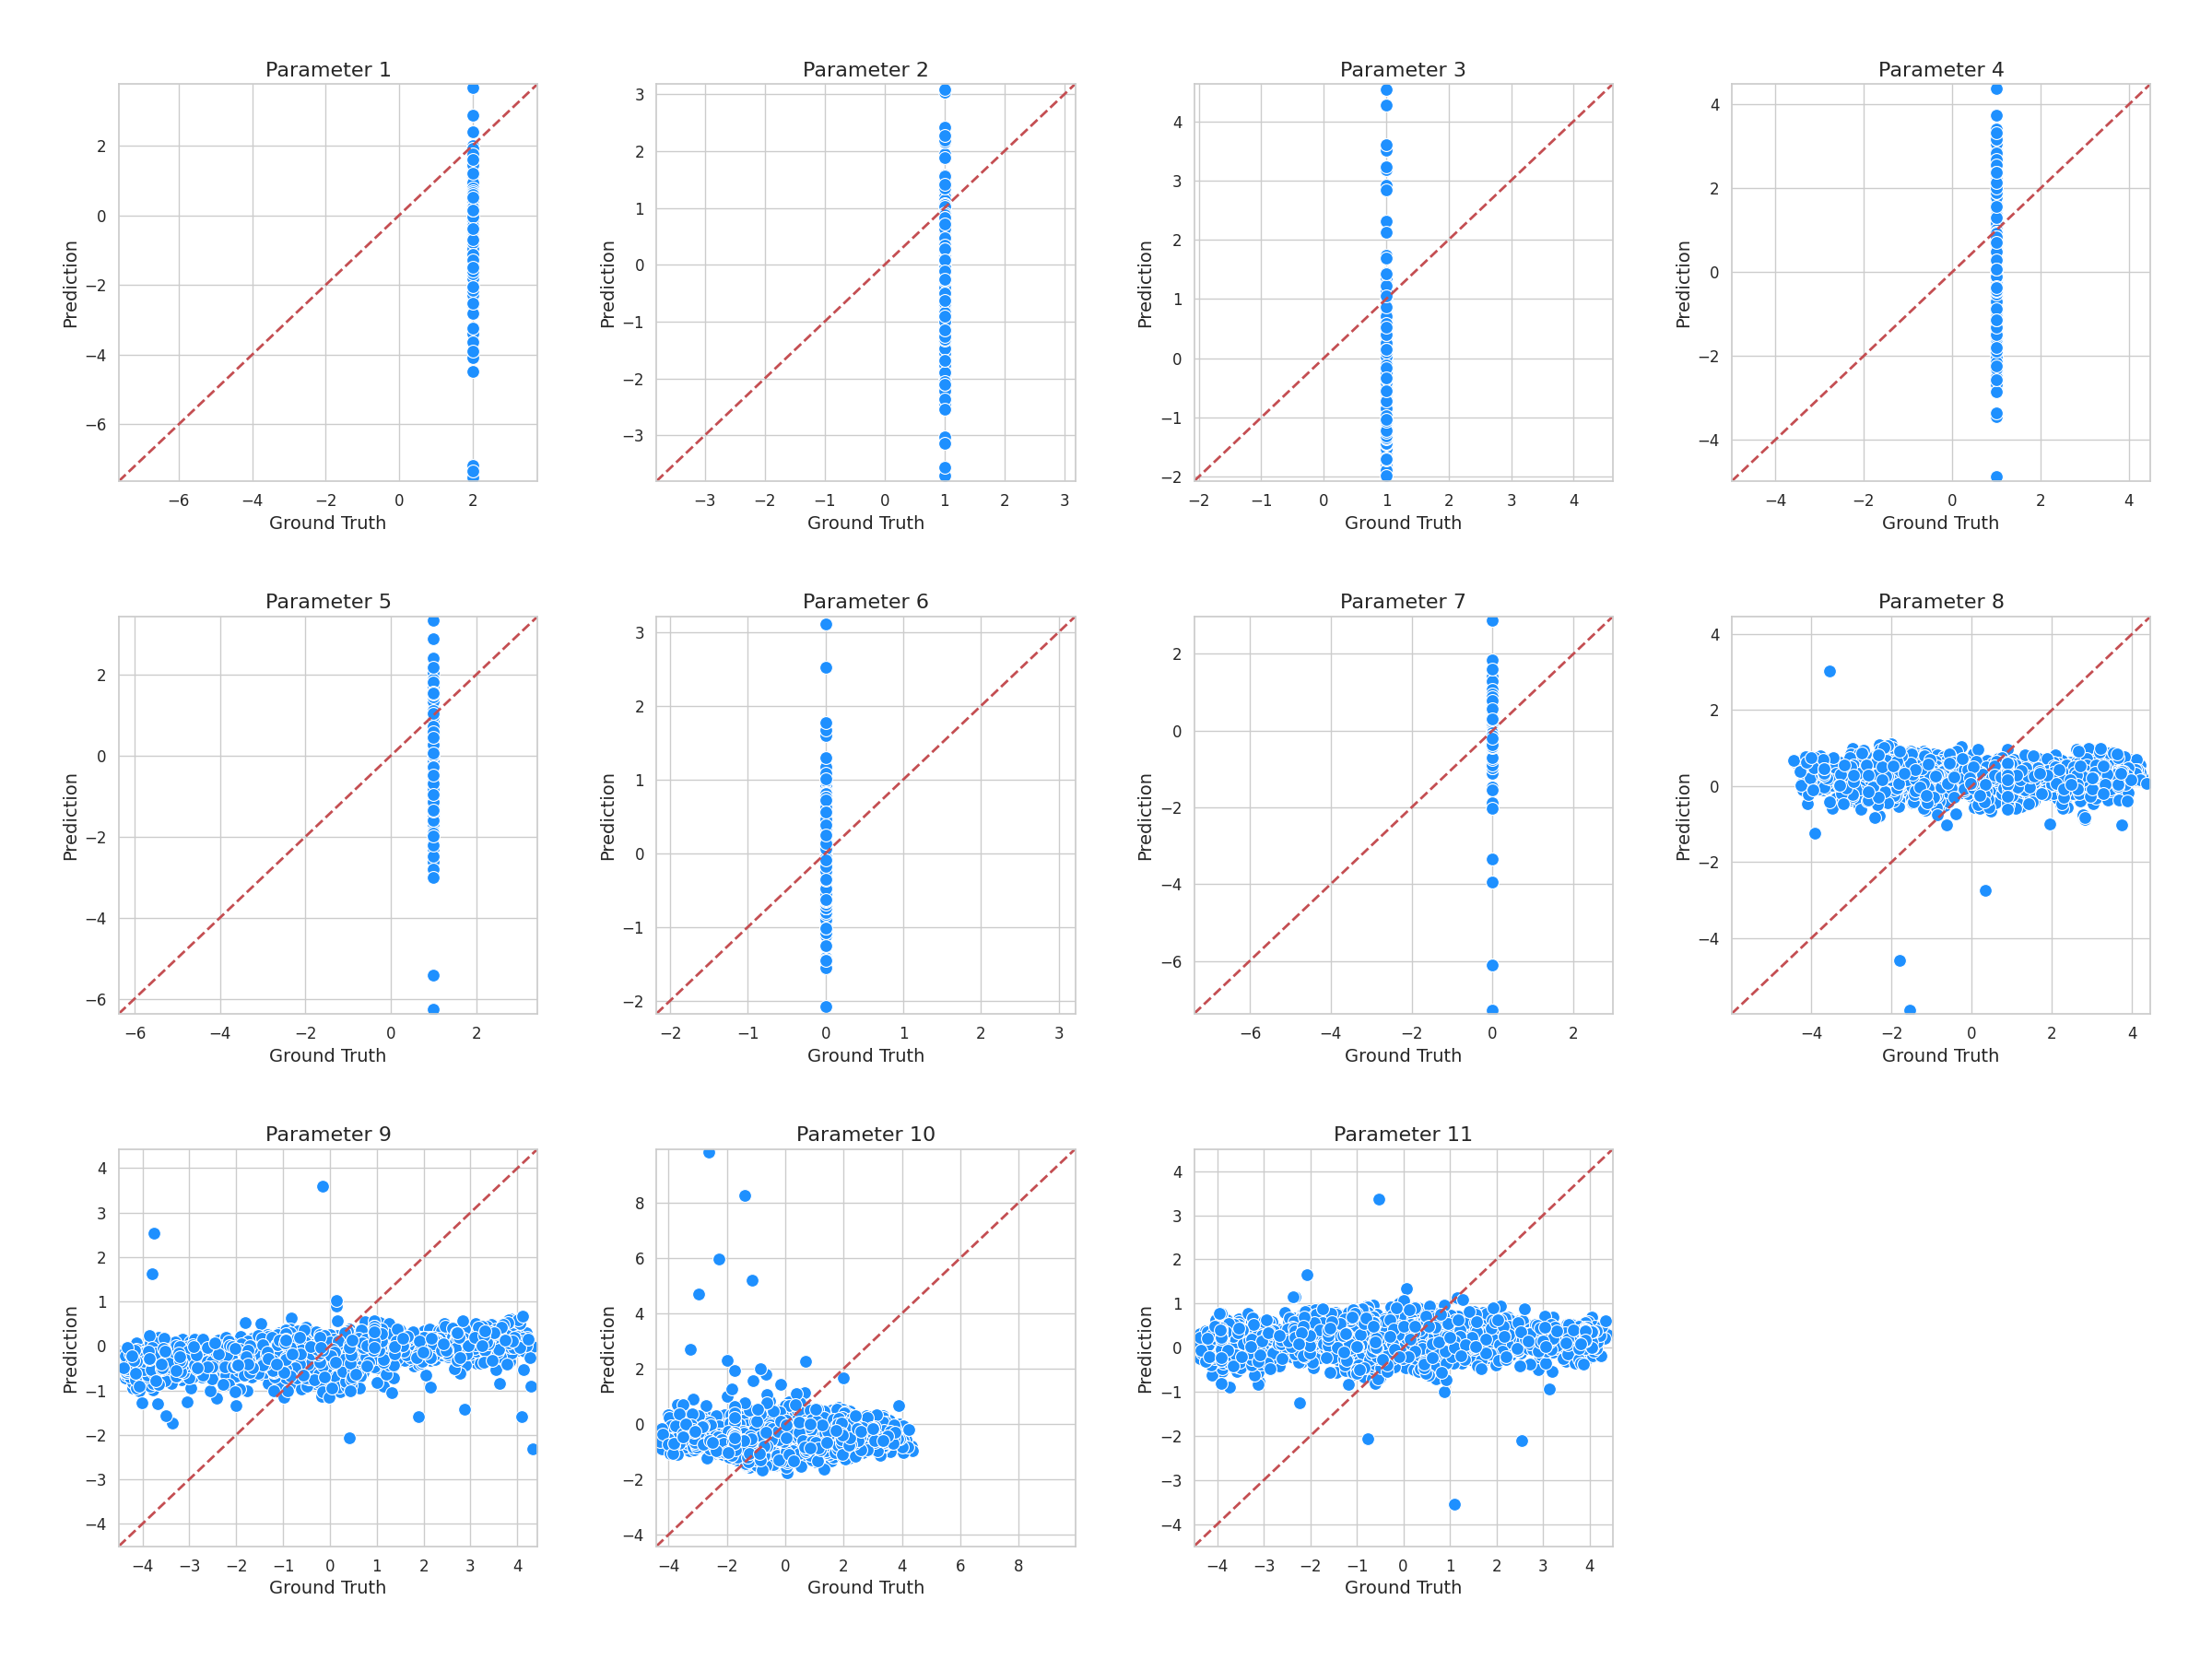 Parameter 1
Parameter 2
Parameter 3
Parameter 4
2
0
−2
−4
−6
Prediction
−6 −4 −2 0 2
Ground Truth
3
2
1
0
−1
−2
−3
Prediction
−3 −2 −1 0 1 2 3
Ground Truth
4
3
2
1
0
−1
−2
Prediction
−2 −1 0 1 2 3 4
Ground Truth
4
2
0
−2
−4
Prediction
−4 −2 0 2 4
Ground Truth
Parameter 5
Parameter 6
Parameter 7
Parameter 8
2
0
−2
−4
−6
Prediction
−6 −4 −2 0 2
Ground Truth
3
2
1
0
−1
−2
Prediction
−2 −1 0 1 2 3
Ground Truth
2
0
−2
−4
−6
Prediction
−6 −4 −2 0 2
Ground Truth
4
2
0
−2
−4
Prediction
−4 −2 0 2 4
Ground Truth
Parameter 9
Parameter 10
Parameter 11
4
3
2
1
0
−1
−2
−3
−4
Prediction
−4 −3 −2 −1 0 1 2 3 4
Ground Truth
8
6
4
2
0
−2
−4
Prediction
−4 −2 0 2 4 6 8
Ground Truth
4
3
2
1
0
−1
−2
−3
−4
Prediction
−4 −3 −2 −1 0 1 2 3 4
Ground Truth